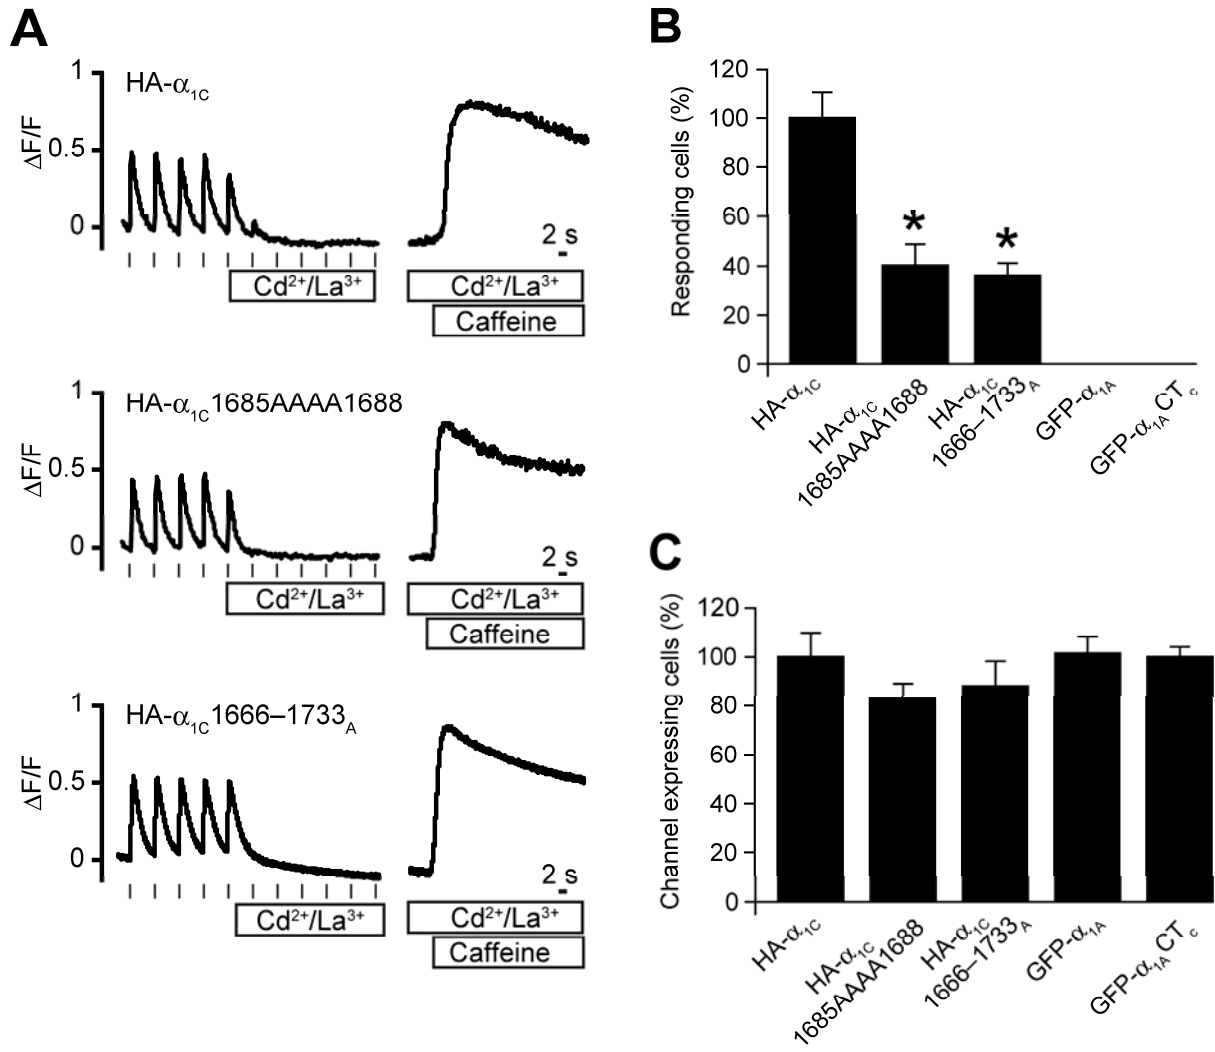 A
1
HA-α1C
ΔF/F
0.5
0
2 s
Cd2+/La3+
Cd2+/La3+
Caffeine
1
HA-α1C1685AAAA1688
ΔF/F
0.5
0
2 s
Cd2+/La3+
Cd2+/La3+
Caffeine
1
HA-α1C1666–1733A
ΔF/F
0.5
0
2 s
Cd2+/La3+
Cd2+/La3+
Caffeine
B
Responding cells (%)
120
100
80
60
40
20
0
*
*
HA-α1C
HA-α1C
1685AAAA1688
HA-α1C
1666–1733A
GFP-α1A
GFP-α1ACTc
C
Channel expressing cells (%)
120
100
80
60
40
20
0
HA-α1C
HA-α1C
1685AAAA1688
HA-α1C
1666–1733A
GFP-α1A
GFP-α1ACTc